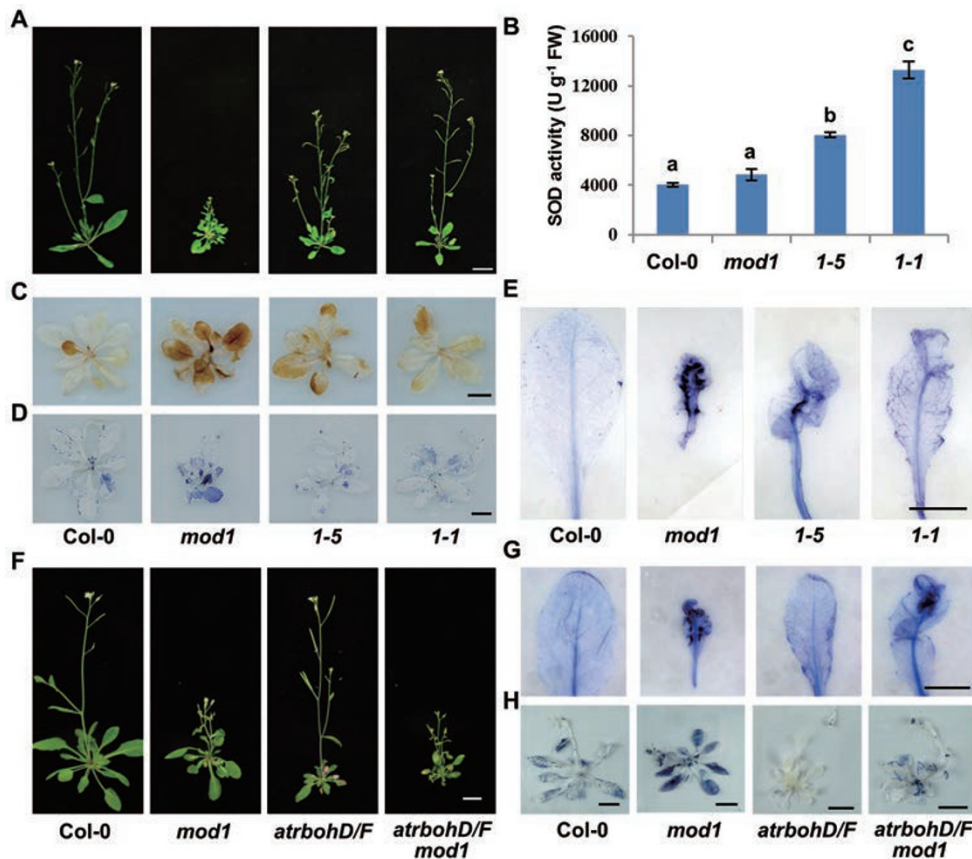 A
B
SOD activity (U g⁻¹ FW)
16000
12000
8000
4000
0
a
a
b
c
Col-0
mod1
1-5
1-1
C
D
Col-0
mod1
1-5
1-1
E
Col-0
mod1
1-5
1-1
F
Col-0
mod1
atrbohD/F
atrbohD/F
mod1
G
H
Col-0
mod1
atrbohD/F
atrbohD/F
mod1